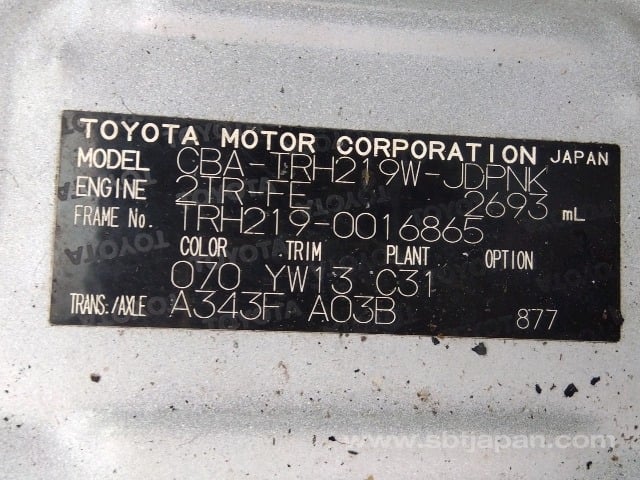 TOYOTA MOTOR CORPORATION JAPAN
MODEL CBA-TRH219W-JDPNK
ENGINE 2TR-FE 2693 mL
FRAME No. TRH219-0016865
COLOR TRIM PLANT OPTION
070 YW13 C31
TRANS./AXLE A343F A03B 877
www.sbtjapan.com